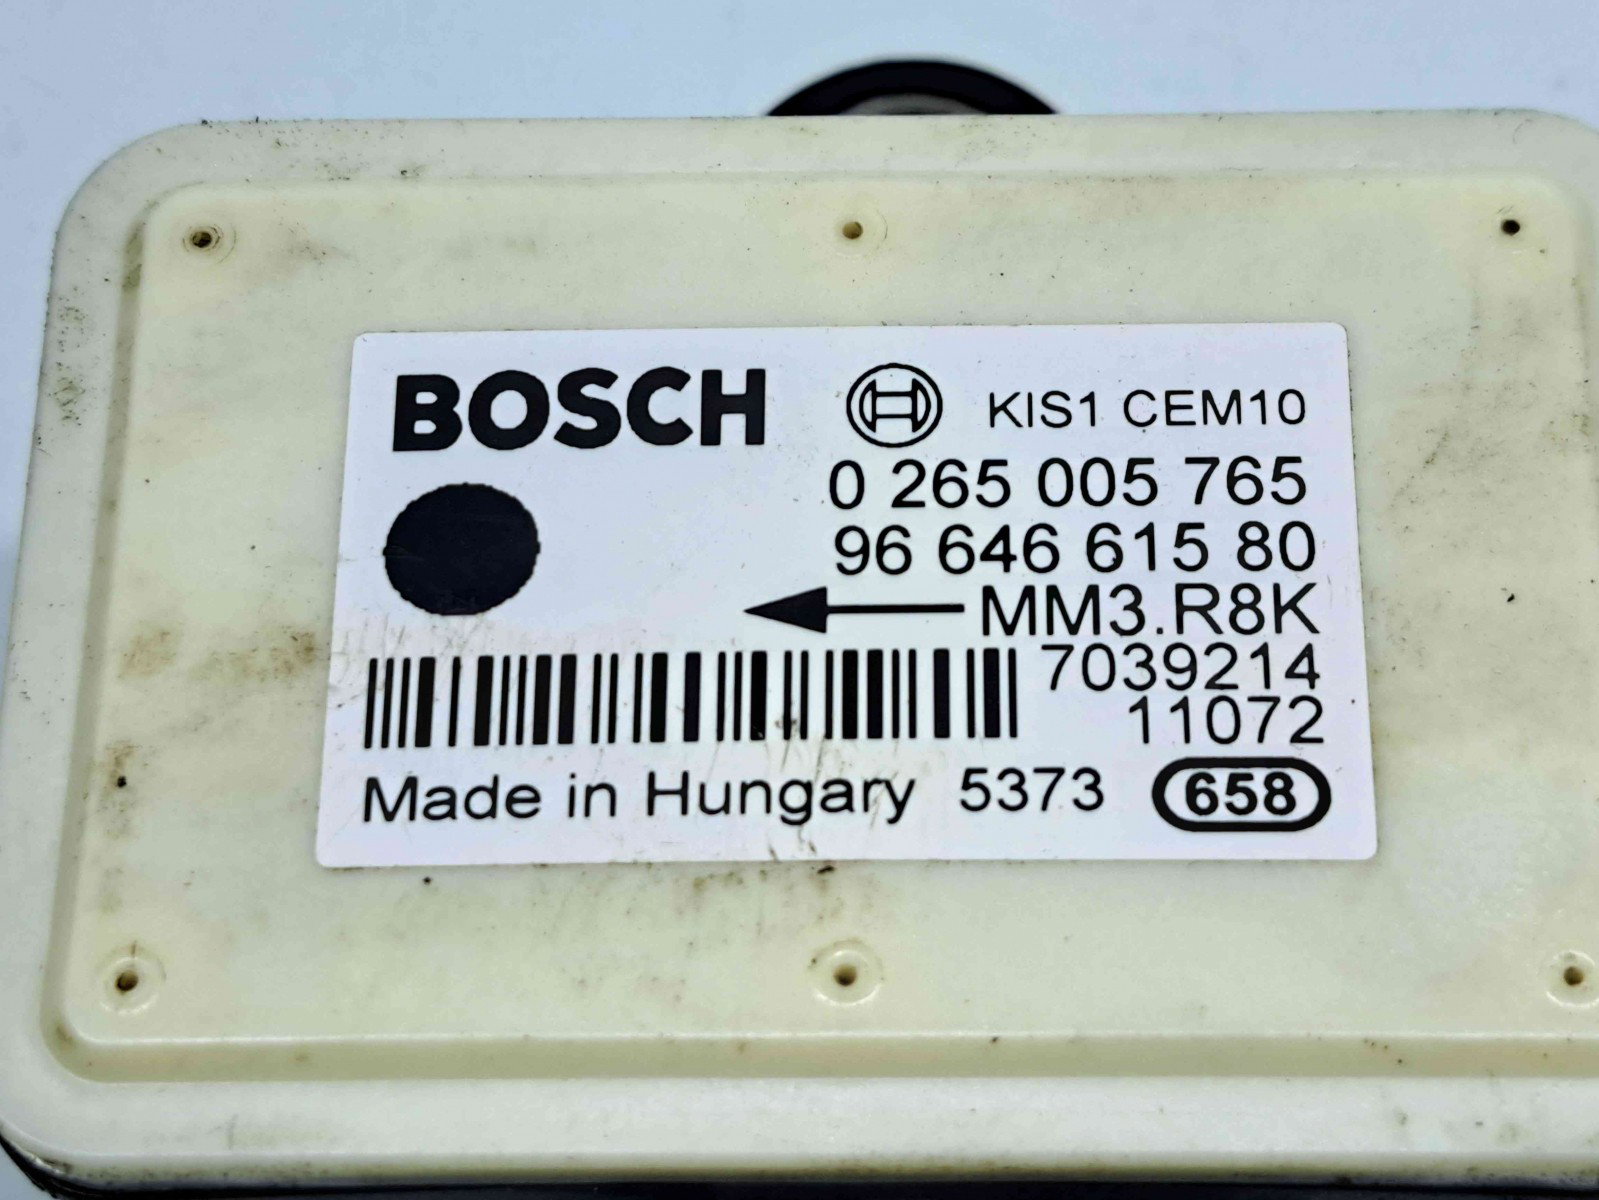 BOSCH KIS1 CEM10
0 265 005 765
96 646 615 80
MM3.R8K
7039214
11072
Made in Hungary 5373 658